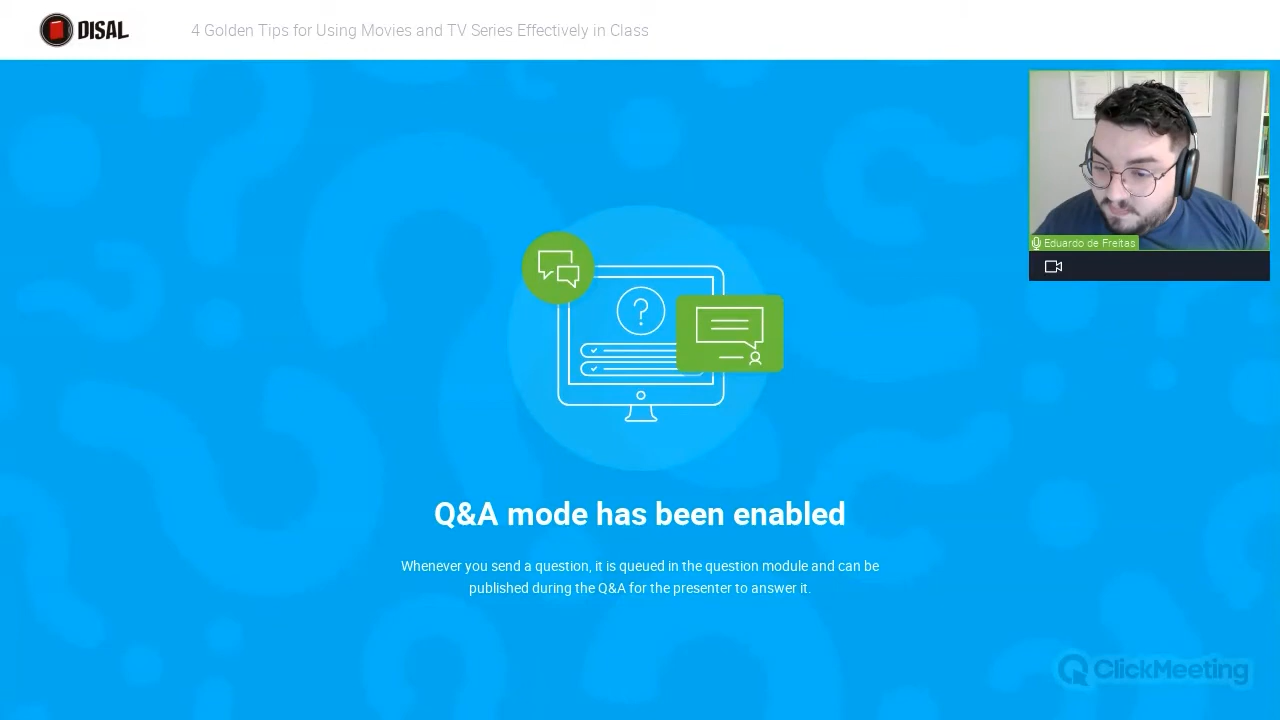 DISAL
4 Golden Tips for Using Movies and TV Series Effectively in Class
Eduardo de Freitas
?
Q&A mode has been enabled
Whenever you send a question, it is queued in the question module and can be
published during the Q&A for the presenter to answer it.
ClickMeeting